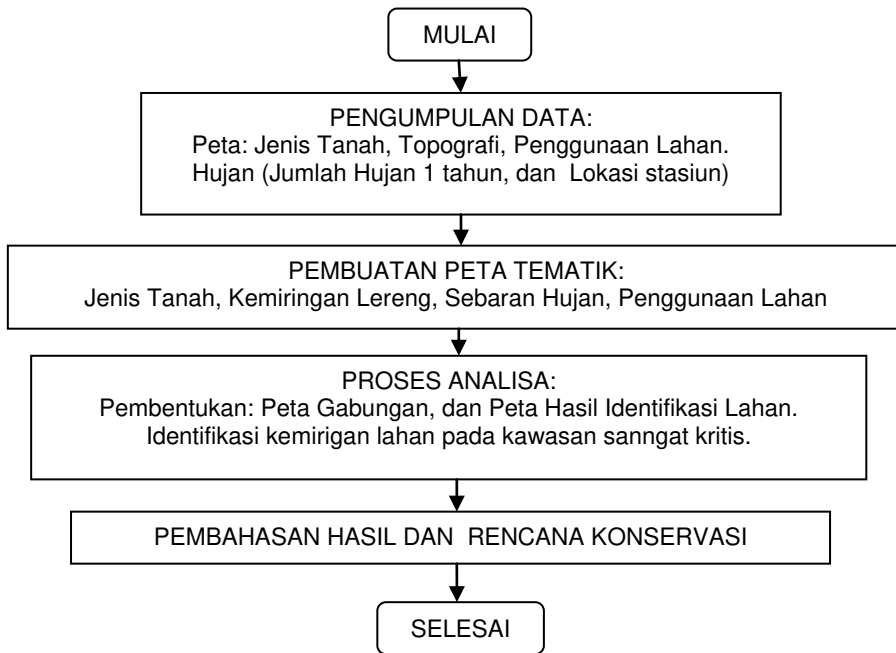 MULAI
PENGUMPULAN DATA:
Peta: Jenis Tanah, Topografi, Penggunaan Lahan.
Hujan (Jumlah Hujan 1 tahun, dan Lokasi stasiun)
PEMBUATAN PETA TEMATIK:
Jenis Tanah, Kemiringan Lereng, Sebaran Hujan, Penggunaan Lahan
PROSES ANALISA:
Pembentukan: Peta Gabungan, dan Peta Hasil Identifikasi Lahan.
Identifikasi kemirigan lahan pada kawasan sanngat kritis.
PEMBAHASAN HASIL DAN RENCANA KONSERVASI
SELESAI